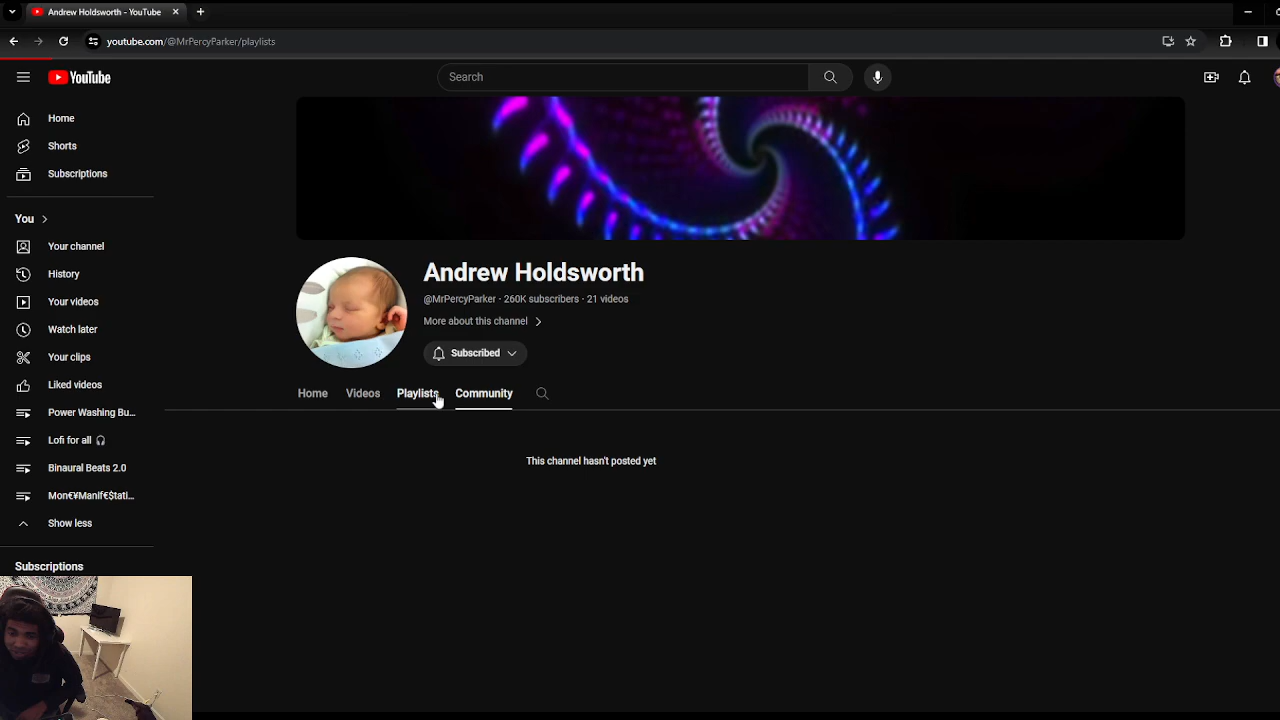 Andrew Holdsworth - YouTube
youtube.com/@MrPercyParker/playlists
YouTube
Search
Home
Shorts
Subscriptions
You
Your channel
History
Your videos
Watch later
Your clips
Liked videos
Power Washing Bu...
Lofi for all 🎧
Binaural Beats 2.0
Mon€¥Manif€$tati...
Show less
Subscriptions
Andrew Holdsworth
@MrPercyParker · 260K subscribers · 21 videos
More about this channel
Subscribed
Home Videos Playlists Community
This channel hasn't posted yet